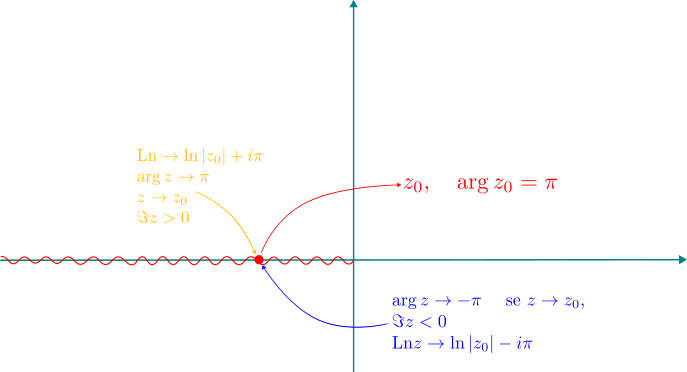 Ln → ln |z₀| + iπ
arg z → π
z → z₀
ℑz > 0
z₀, arg z₀ = π
arg z → −π se z → z₀,
ℑz < 0
Lnz → ln |z₀| − iπ